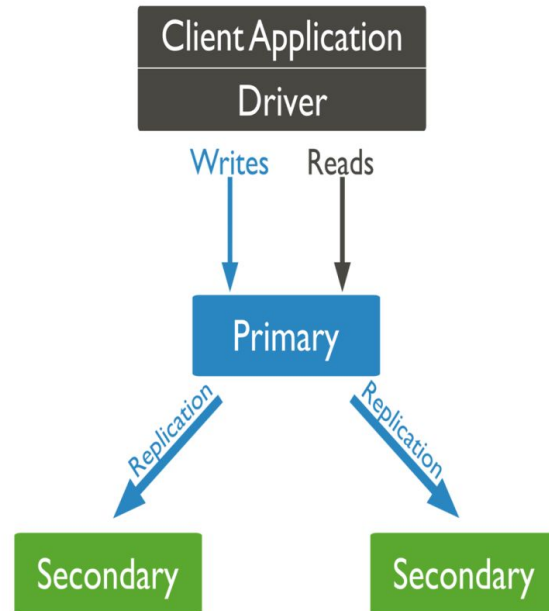 Client Application
Driver
Writes Reads
Primary
Replication Replication
Secondary Secondary